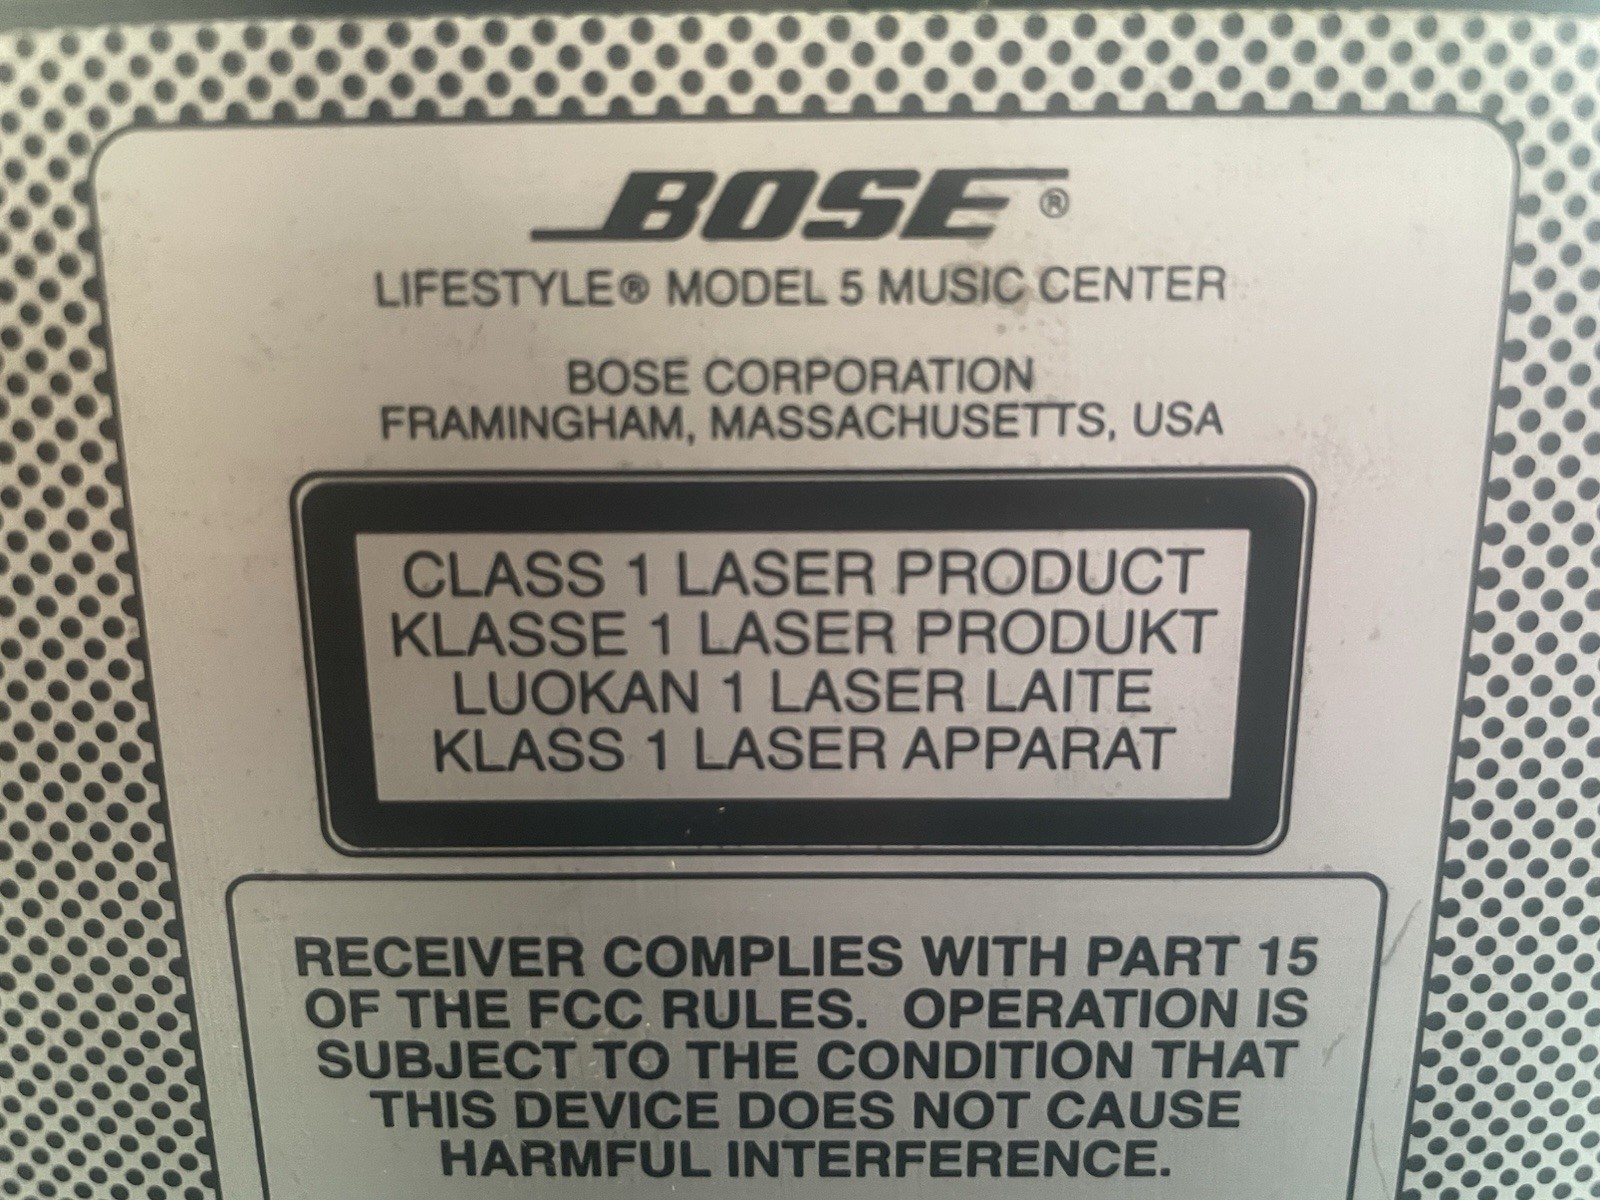 BOSE®
LIFESTYLE® MODEL 5 MUSIC CENTER
BOSE CORPORATION
FRAMINGHAM, MASSACHUSETTS, USA
CLASS 1 LASER PRODUCT
KLASSE 1 LASER PRODUKT
LUOKAN 1 LASER LAITE
KLASS 1 LASER APPARAT
RECEIVER COMPLIES WITH PART 15
OF THE FCC RULES. OPERATION IS
SUBJECT TO THE CONDITION THAT
THIS DEVICE DOES NOT CAUSE
HARMFUL INTERFERENCE.